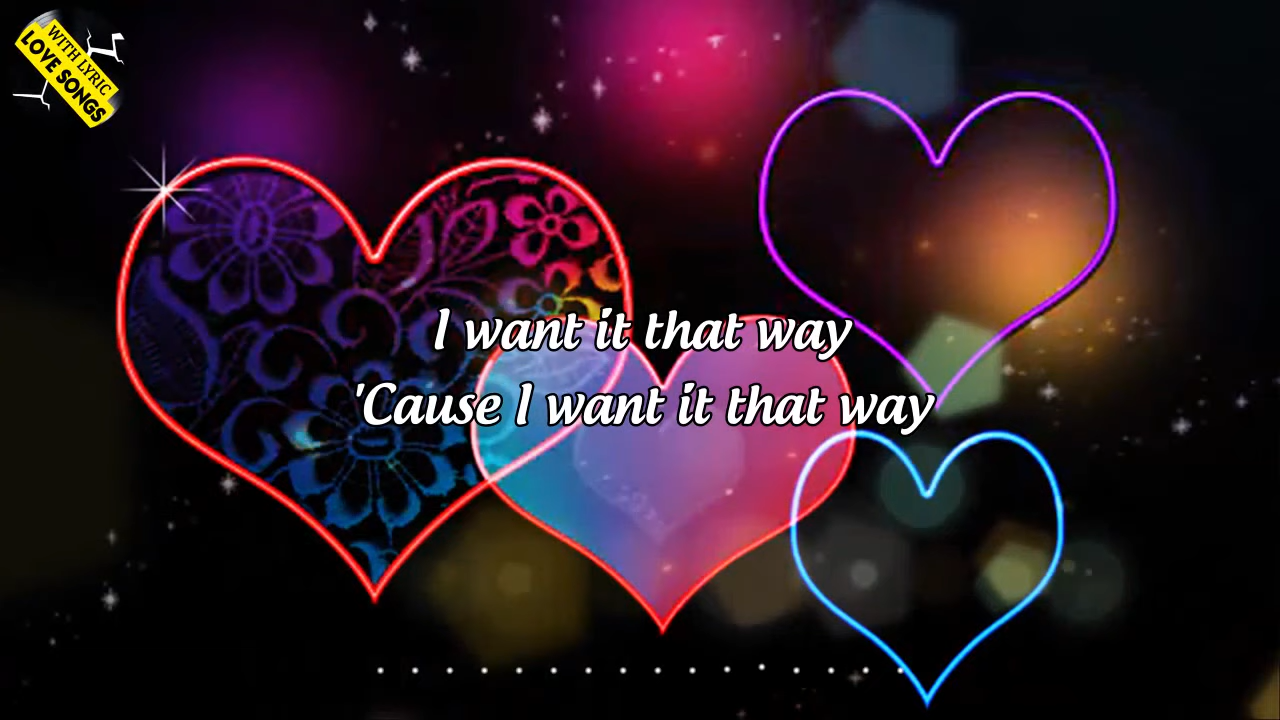 WITH LYRIC
LOVE SONGS
I want it that way
'Cause I want it that way